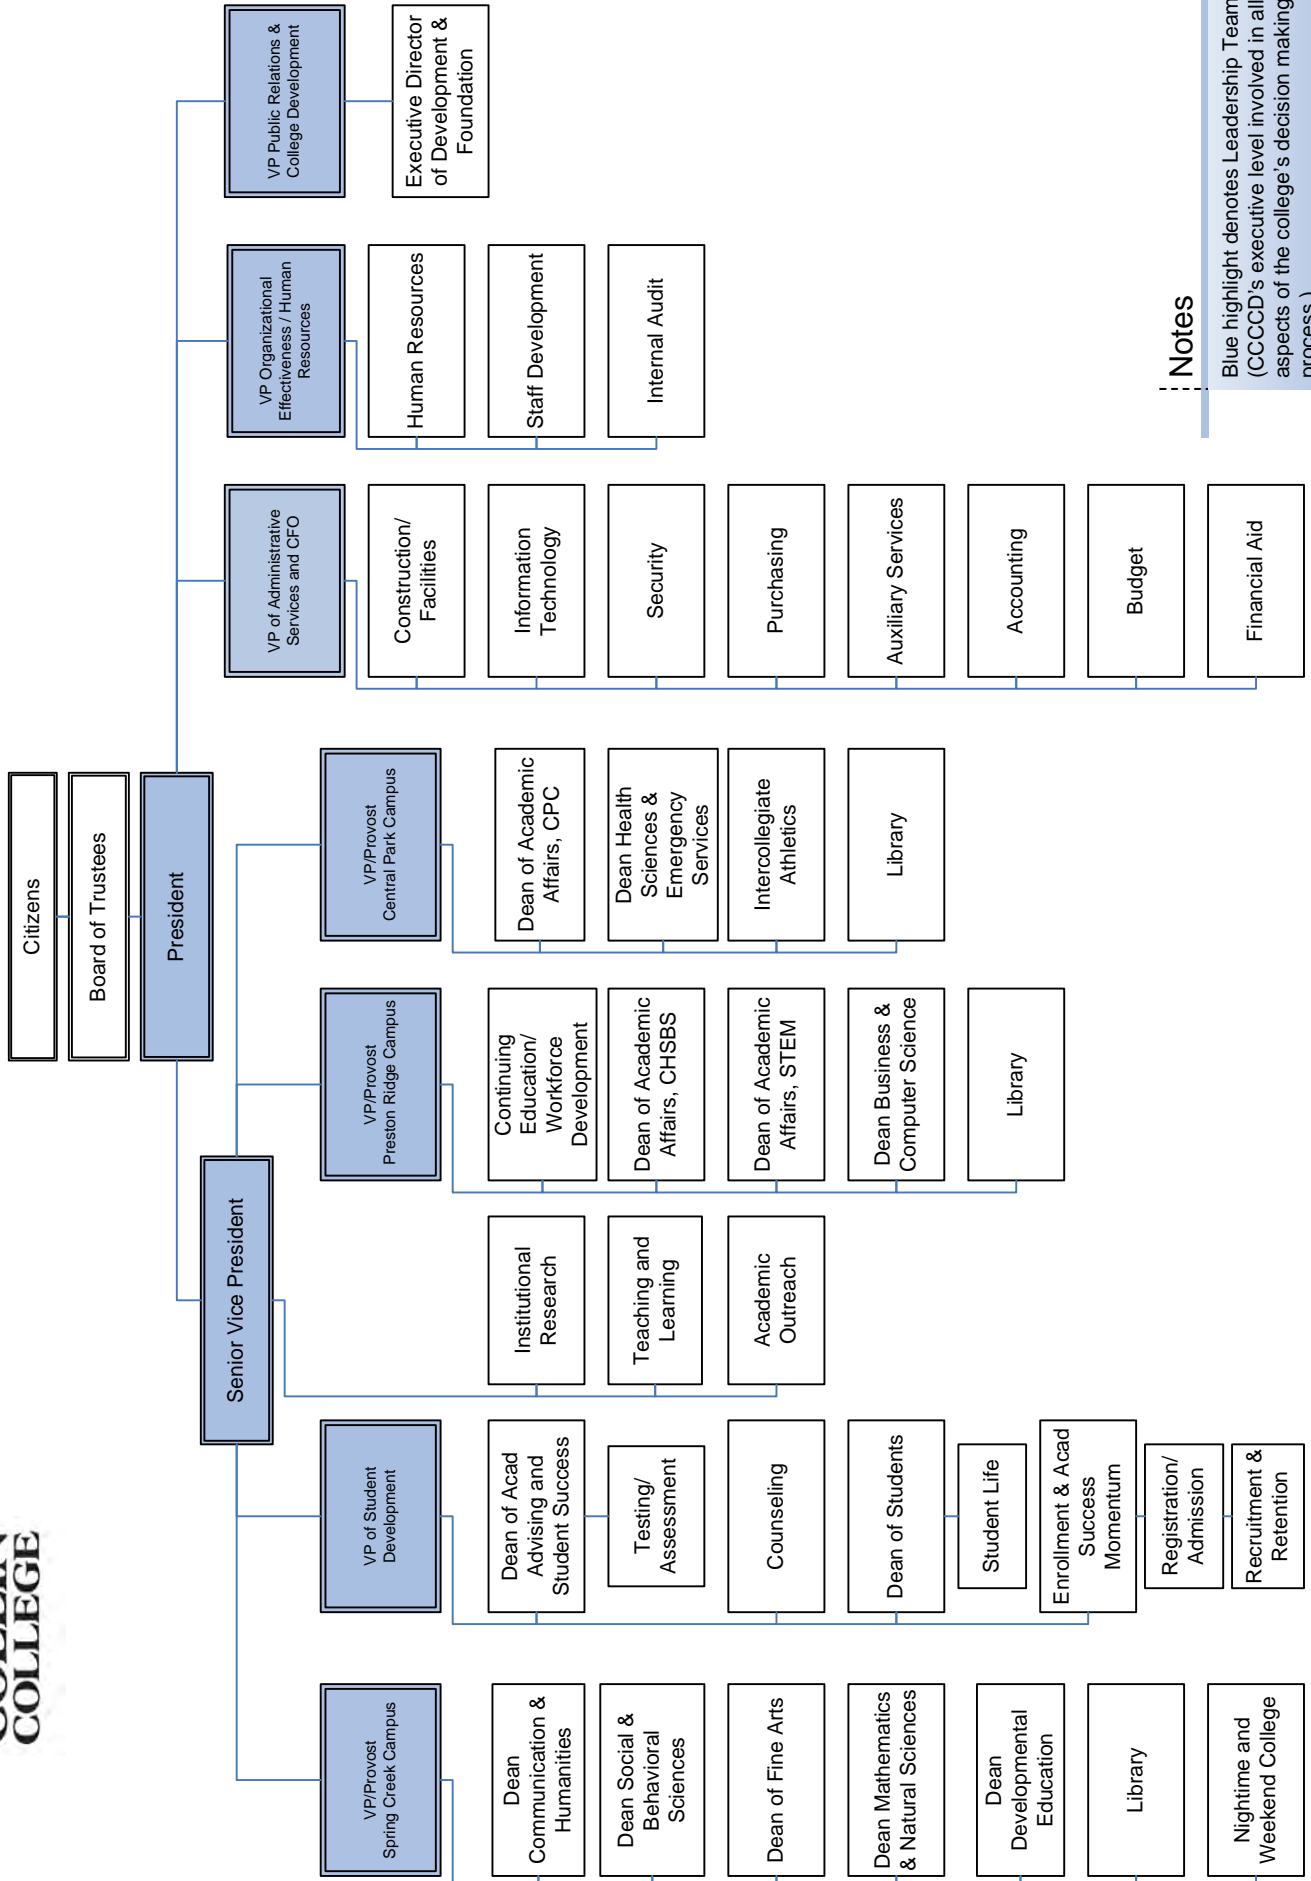 COLLEGE
Citizens
Board of Trustees
President
Senior Vice President
VP/Provost
Spring Creek Campus
Dean
Communication &
Humanities
Dean Social &
Behavioral
Sciences
Dean of Fine Arts
Dean Mathematics
& Natural Sciences
Dean
Developmental
Education
Library
Nightime and
Weekend College
VP of Student
Development
Dean of Acad
Advising and
Student Success
Testing/
Assessment
Counseling
Dean of Students
Student Life
Enrollment & Acad
Success
Momentum
Registration/
Admission
Recruitment &
Retention
Institutional
Research
Teaching and
Learning
Academic
Outreach
VP/Provost
Preston Ridge Campus
Continuing
Education/
Workforce
Development
Dean of Academic
Affairs, CHSBS
Dean of Academic
Affairs, STEM
Dean Business &
Computer Science
Library
VP/Provost
Central Park Campus
Dean of Academic
Affairs, CPC
Dean Health
Sciences &
Emergency
Services
Intercollegiate
Athletics
Library
VP of Administrative
Services and CFO
Construction/
Facilities
Information
Technology
Security
Purchasing
Auxiliary Services
Accounting
Budget
Financial Aid
VP Organizational
Effectiveness / Human
Resources
Human Resources
Staff Development
Internal Audit
VP Public Relations &
College Development
Executive Director
of Development &
Foundation
Notes
Blue highlight denotes Leadership Team
(CCCCD's executive level involved in all
aspects of the college's decision making
process.)